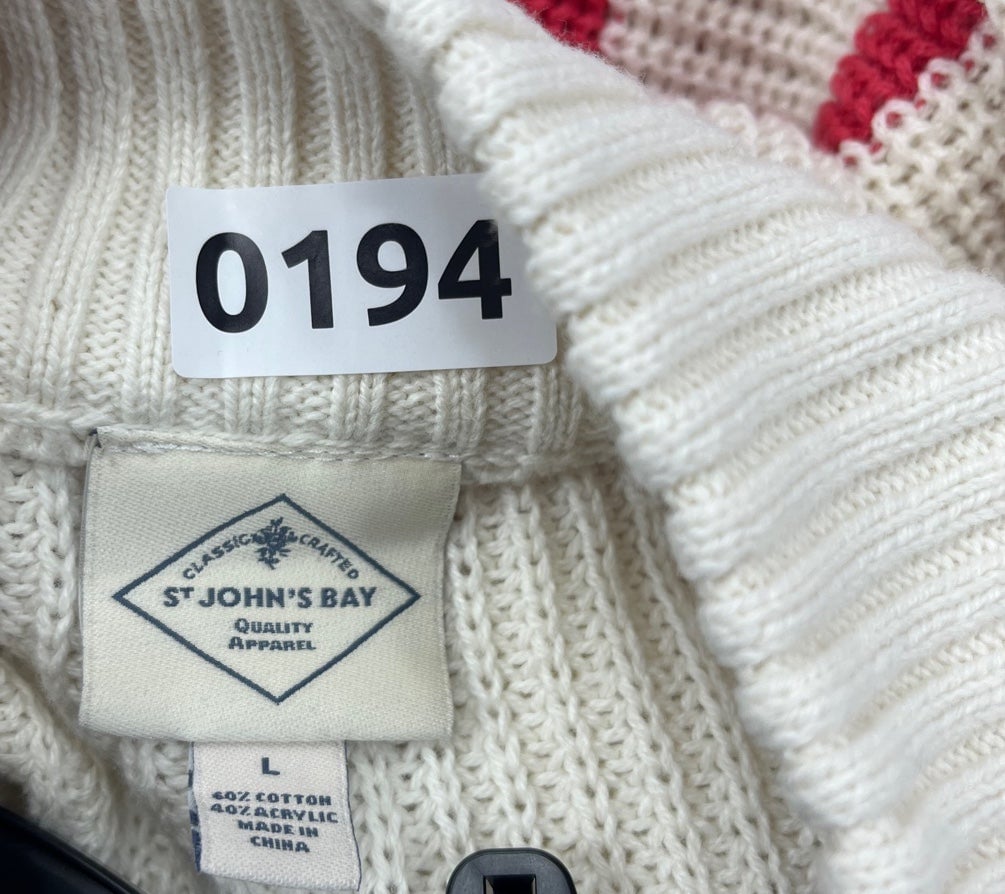 0194
CLASSIC CRAFTED
ST JOHN'S BAY
QUALITY
APPAREL
L
60% COTTON
40% ACRYLIC
MADE IN
CHINA